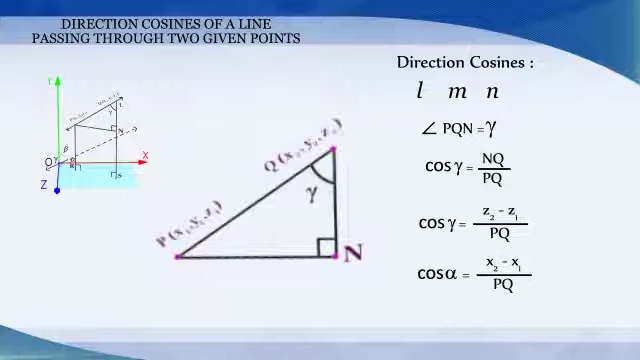 DIRECTION COSINES OF A LINE
PASSING THROUGH TWO GIVEN POINTS
Direction Cosines :
l m n
∠ PQN = γ
cos γ = NQ / PQ
cos γ = z₂ - z₁ / PQ
cos α = x₂ - x₁ / PQ
Q (x₂, y₂, z₂)
γ
P (x₁, y₁, z₁)
N
Y
N
O
X
S
Z